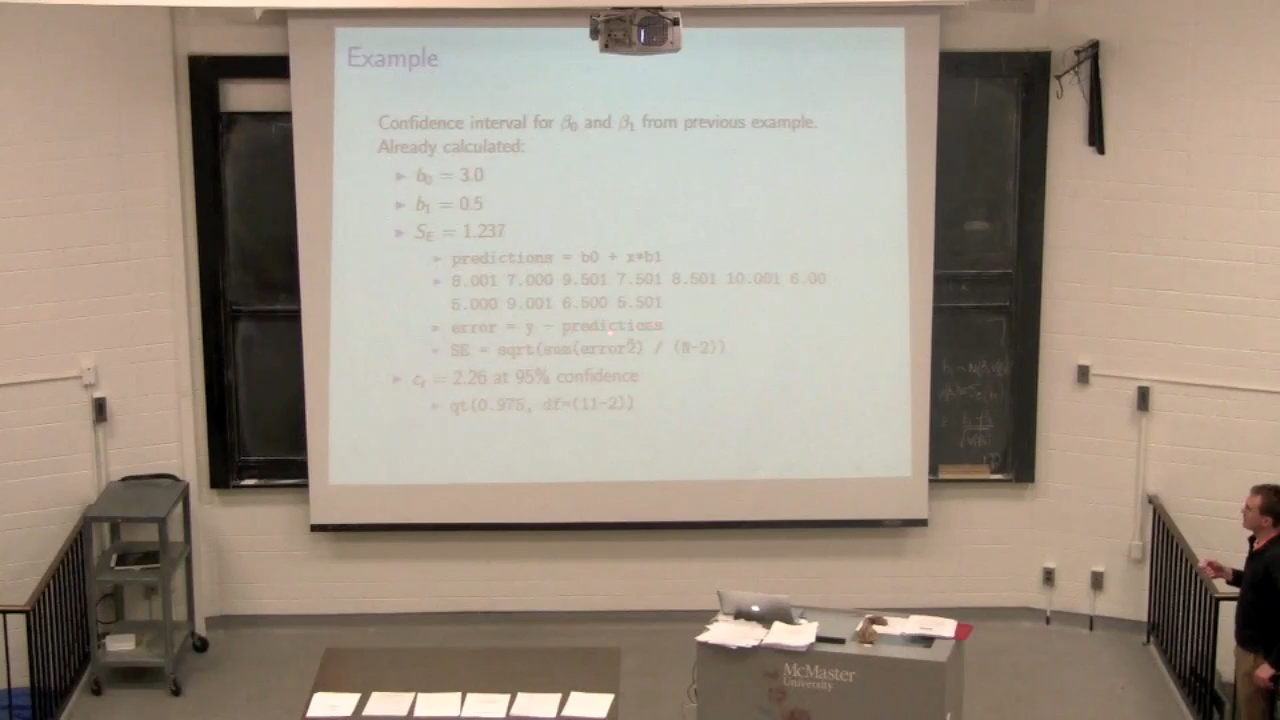 Example
Confidence interval for β₀ and β₁ from previous example.
Already calculated:
► b₀ = 3.0
► b₁ = 0.5
► S_E = 1.237
► predictions = b0 + x*b1
► 8.001 7.000 9.501 7.501 8.501 10.001 6.00
5.000 9.001 6.500 5.501
► error = y - predictions
► SE = sqrt(sum(error^2) / (N-2))
► cₜ = 2.26 at 95% confidence
► qt(0.975, df=(11-2))
McMaster
University